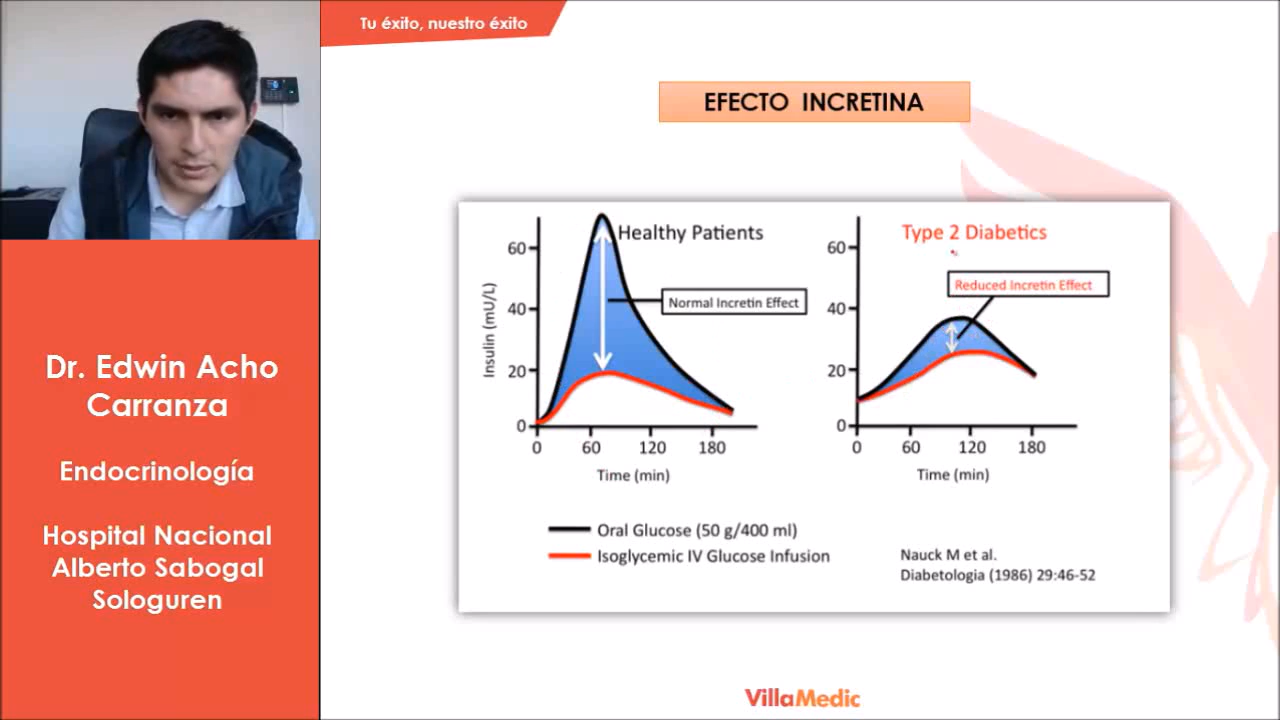 Tu éxito, nuestro éxito
EFECTO INCRETINA
Dr. Edwin Acho
Carranza
Endocrinología
Hospital Nacional
Alberto Sabogal
Sologuren
Healthy Patients
Normal Incretin Effect
Insulin (mU/L)
60
40
20
0
0 60 120 180
Time (min)
Type 2 Diabetics
Reduced Incretin Effect
60
40
20
0
0 60 120 180
Time (min)
Oral Glucose (50 g/400 ml)
Isoglycemic IV Glucose Infusion
Nauck M et al.
Diabetologia (1986) 29:46-52
VillaMedic